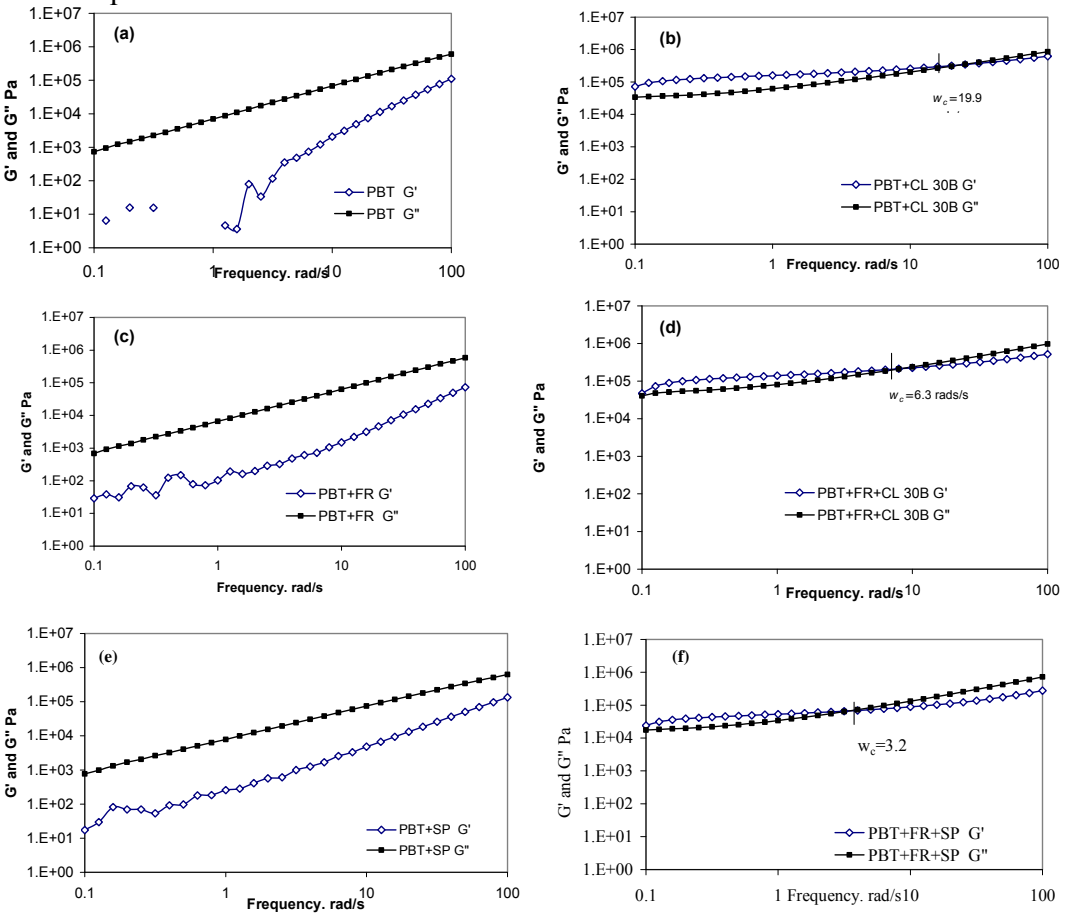 (a)
1.E+07
1.E+06
1.E+05
1.E+04
1.E+03
1.E+02
1.E+01
1.E+00
G' and G" Pa
PBT G'
PBT G"
0.1
1
10
100
Frequency. rad/s
(b)
1.E+07
1.E+06
1.E+05
1.E+04
1.E+03
1.E+02
1.E+01
1.E+00
G' and G" Pa
w c =19.9
PBT+CL 30B G'
PBT+CL 30B G"
0.1
1
10
100
Frequency. rad/s
(c)
1.E+07
1.E+06
1.E+05
1.E+04
1.E+03
1.E+02
1.E+01
1.E+00
G' and G" Pa
PBT+FR G'
PBT+FR G"
0.1
1
10
100
Frequency. rad/s
(d)
1.E+07
1.E+06
1.E+05
1.E+04
1.E+03
1.E+02
1.E+01
1.E+00
G' and G" Pa
w c =6.3 rads/s
PBT+FR+CL 30B G'
PBT+FR+CL 30B G"
0.1
1
10
100
Frequency. rad/s
(e)
1.E+07
1.E+06
1.E+05
1.E+04
1.E+03
1.E+02
1.E+01
1.E+00
G' and G" Pa
PBT+SP G'
PBT+SP G"
0.1
1
10
100
Frequency. rad/s
(f)
1.E+07
1.E+06
1.E+05
1.E+04
1.E+03
1.E+02
1.E+01
1.E+00
G' and G" Pa
wc=3.2
PBT+FR+SP G'
PBT+FR+SP G"
0.1
1
10
100
Frequency. rad/s